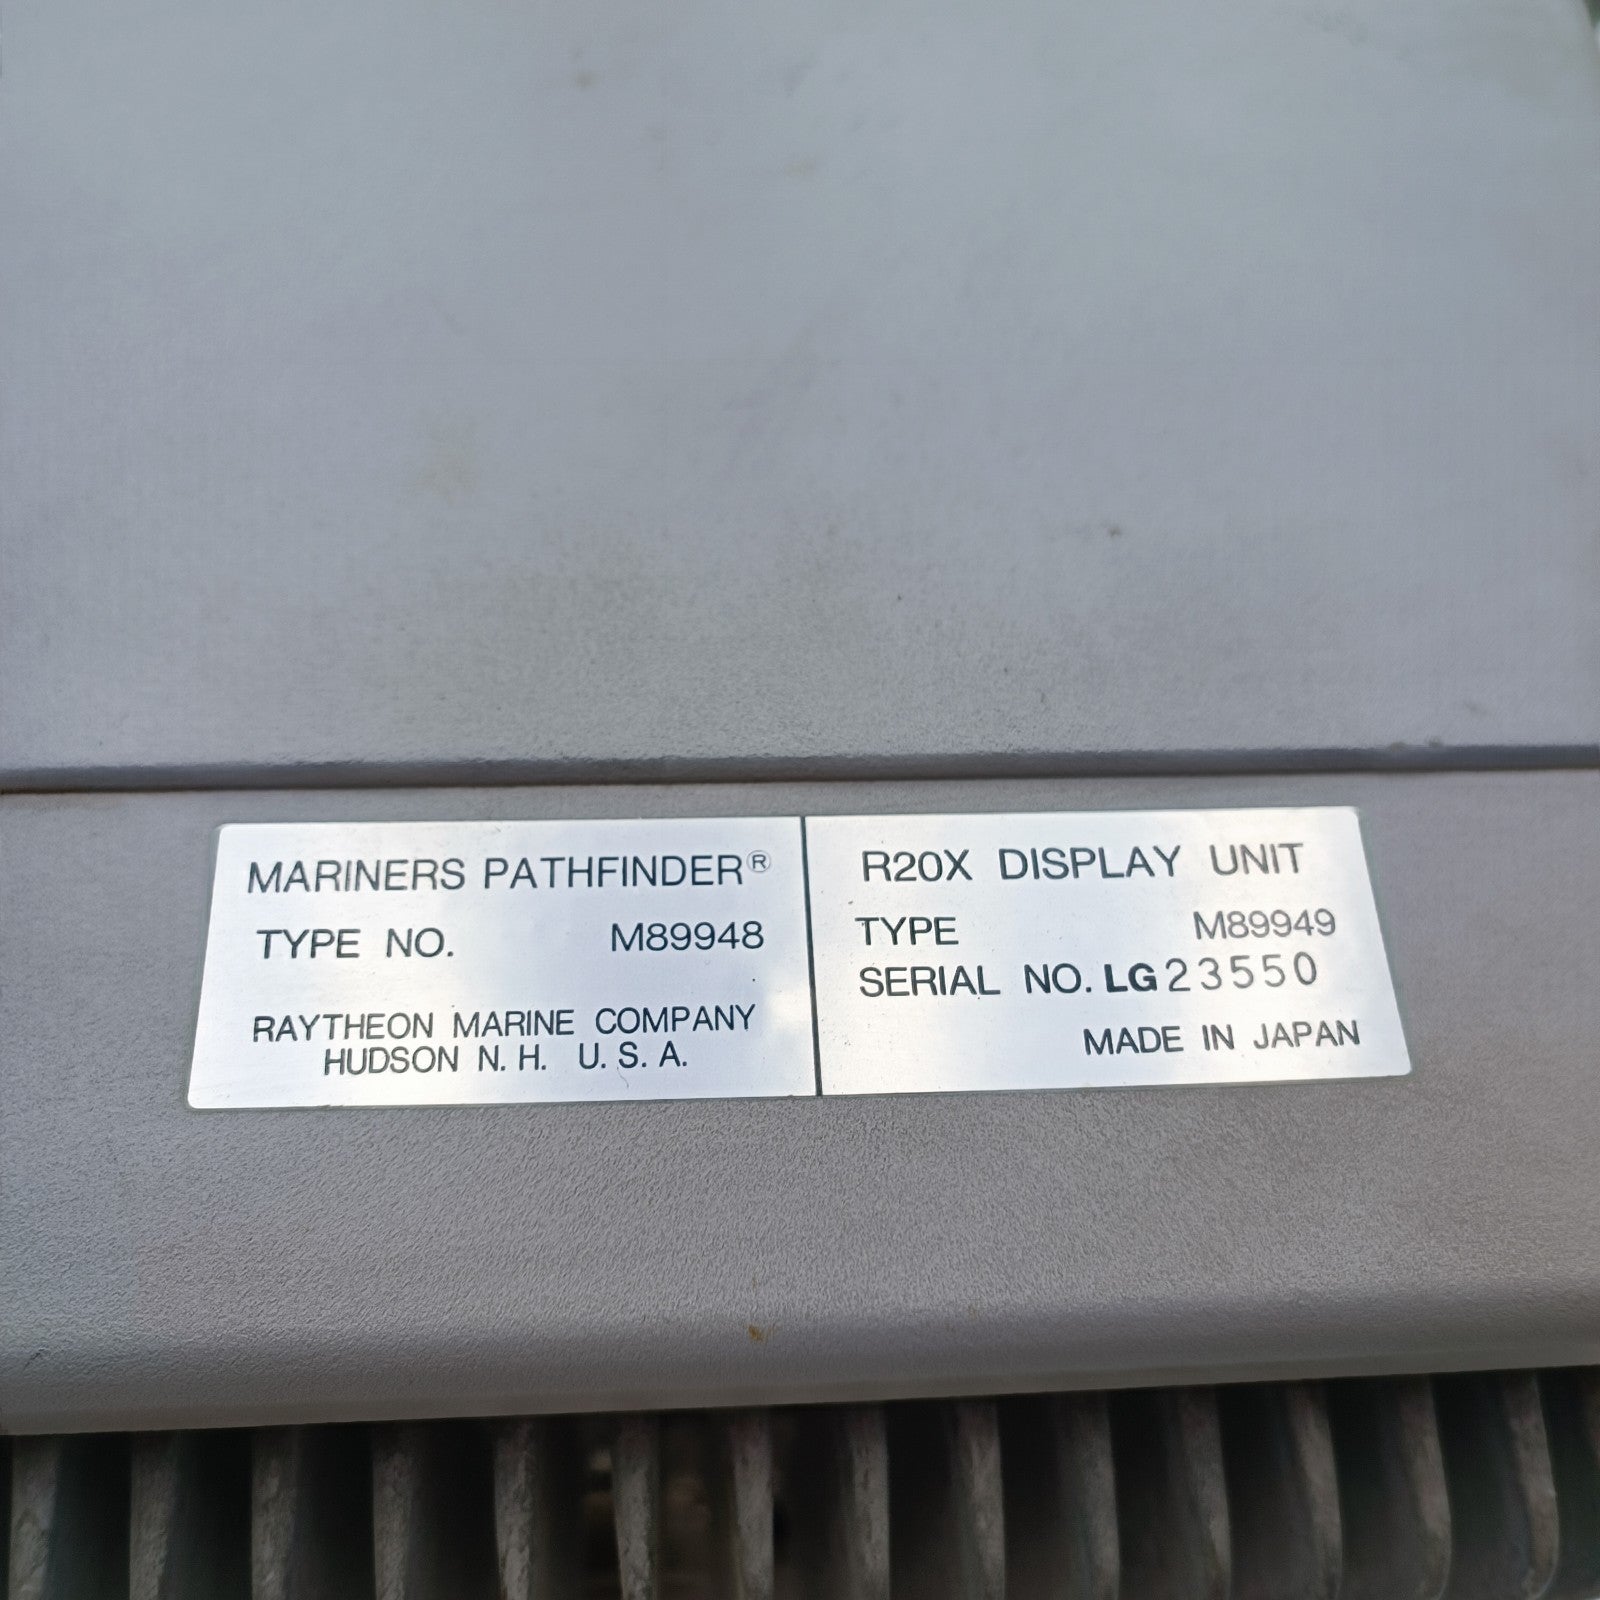 MARINERS PATHFINDER®
TYPE NO. M89948
RAYTHEON MARINE COMPANY
HUDSON N. H. U. S. A.
R20X DISPLAY UNIT
TYPE M89949
SERIAL NO. LG23550
MADE IN JAPAN